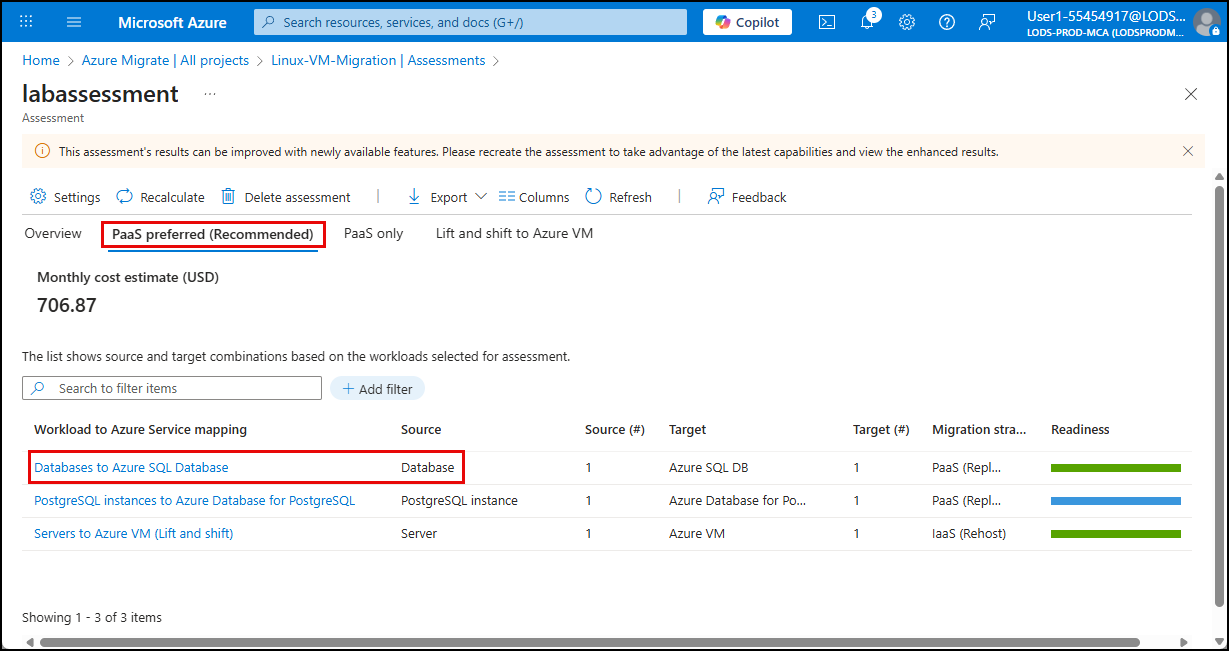 Microsoft Azure
Search resources, services, and docs (G+/)
Copilot
3
User1-55454917@LODS...
LODS-PROD-MCA (LODSPRODM...
Home > Azure Migrate | All projects > Linux-VM-Migration | Assessments >
labassessment ...
Assessment
This assessment's results can be improved with newly available features. Please recreate the assessment to take advantage of the latest capabilities and view the enhanced results.
Settings Recalculate Delete assessment | Export Columns Refresh | Feedback
Overview PaaS preferred (Recommended) PaaS only Lift and shift to Azure VM
Monthly cost estimate (USD)
706.87
The list shows source and target combinations based on the workloads selected for assessment.
Search to filter items Add filter
Workload to Azure Service mapping Source Source (#) Target Target (#) Migration stra... Readiness
Databases to Azure SQL Database Database 1 Azure SQL DB 1 PaaS (Repl...
PostgreSQL instances to Azure Database for PostgreSQL PostgreSQL instance 1 Azure Database for Po... 1 PaaS (Repl...
Servers to Azure VM (Lift and shift) Server 1 Azure VM 1 IaaS (Rehost)
Showing 1 - 3 of 3 items